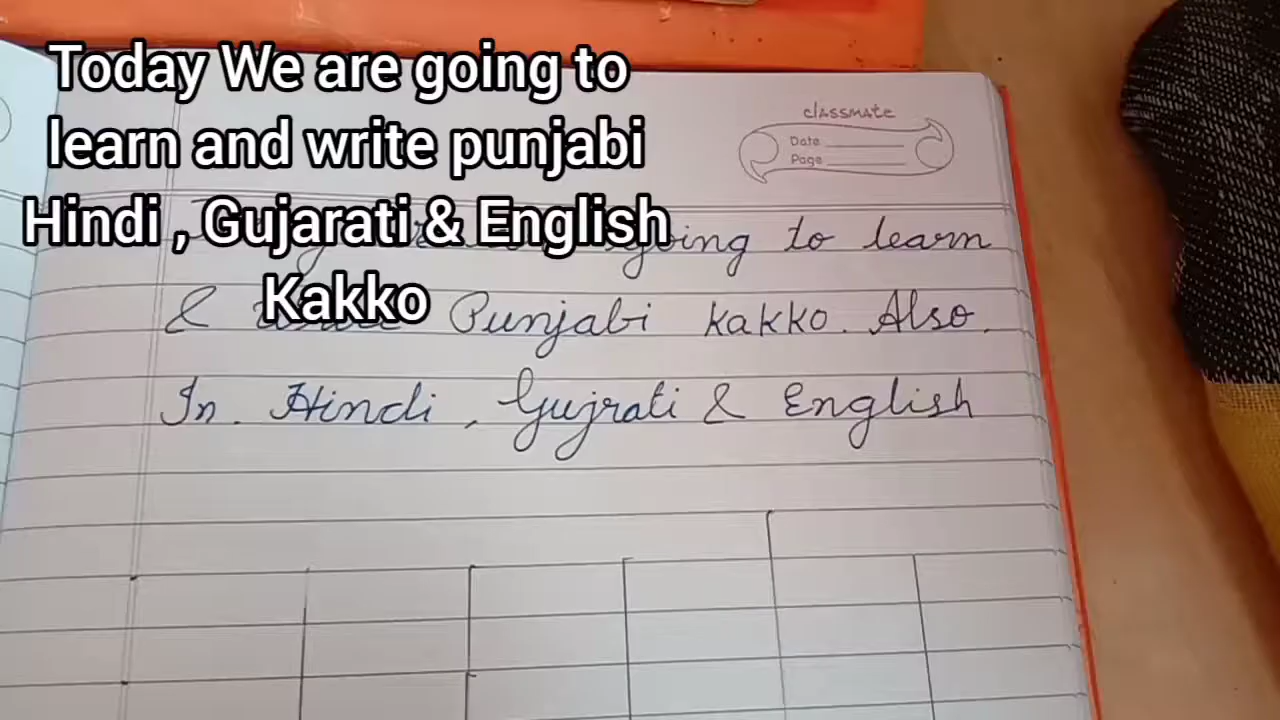 Today We are going to
learn and write punjabi
Hindi , Gujarati & English
Kakko
classmate
Date
Page
going to learn
& Punjabi kakko. Also.
In. Hindi , Gujrati & English